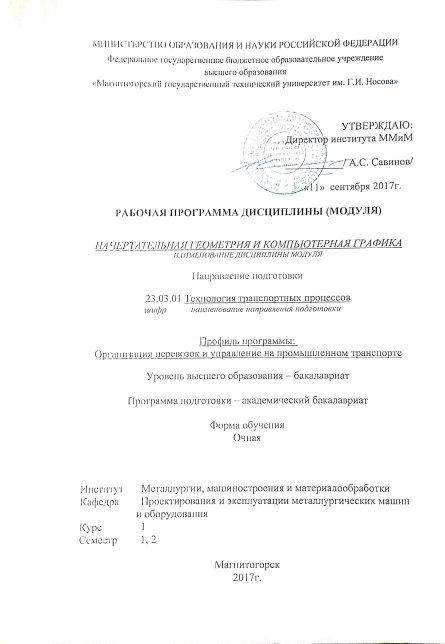 МИНИСТЕРСТВО ОБРАЗОВАНИЯ И НАУКИ РОССИЙСКОЙ ФЕДЕРАЦИИ
Федеральное государственное бюджетное образовательное учреждение
высшего образования
«Магнитогорский государственный технический университет им. Г.И. Носова»
УТВЕРЖДАЮ:
Директор института ММиМ
/ А.С. Савинов/
«11» сентября 2017г.
РАБОЧАЯ ПРОГРАММА ДИСЦИПЛИНЫ (МОДУЛЯ)
НАЧЕРТАТЕЛЬНАЯ ГЕОМЕТРИЯ И КОМПЬЮТЕРНАЯ ГРАФИКА
НАИМЕНОВАНИЕ ДИСЦИПЛИНЫ МОДУЛЯ
Направление подготовки
23.03.01 Технология транспортных процессов
шифр наименование направления подготовки
Профиль программы:
Организация перевозок и управление на промышленном транспорте
Уровень высшего образования – бакалавриат
Программа подготовки – академический бакалавриат
Форма обучения
Очная
Институт Металлургии, машиностроения и материалообработки
Кафедра Проектирования и эксплуатации металлургических машин
и оборудования
Курс 1
Семестр 1, 2
Магнитогорск
2017г.